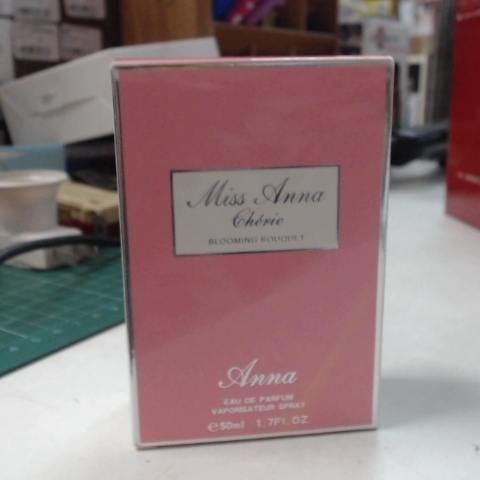 Miss Anna
Chérie
BLOOMING BOUQUET
Anna
EAU DE PARFUM
VAPORISATEUR SPRAY
℮50ml 1.7FL.OZ